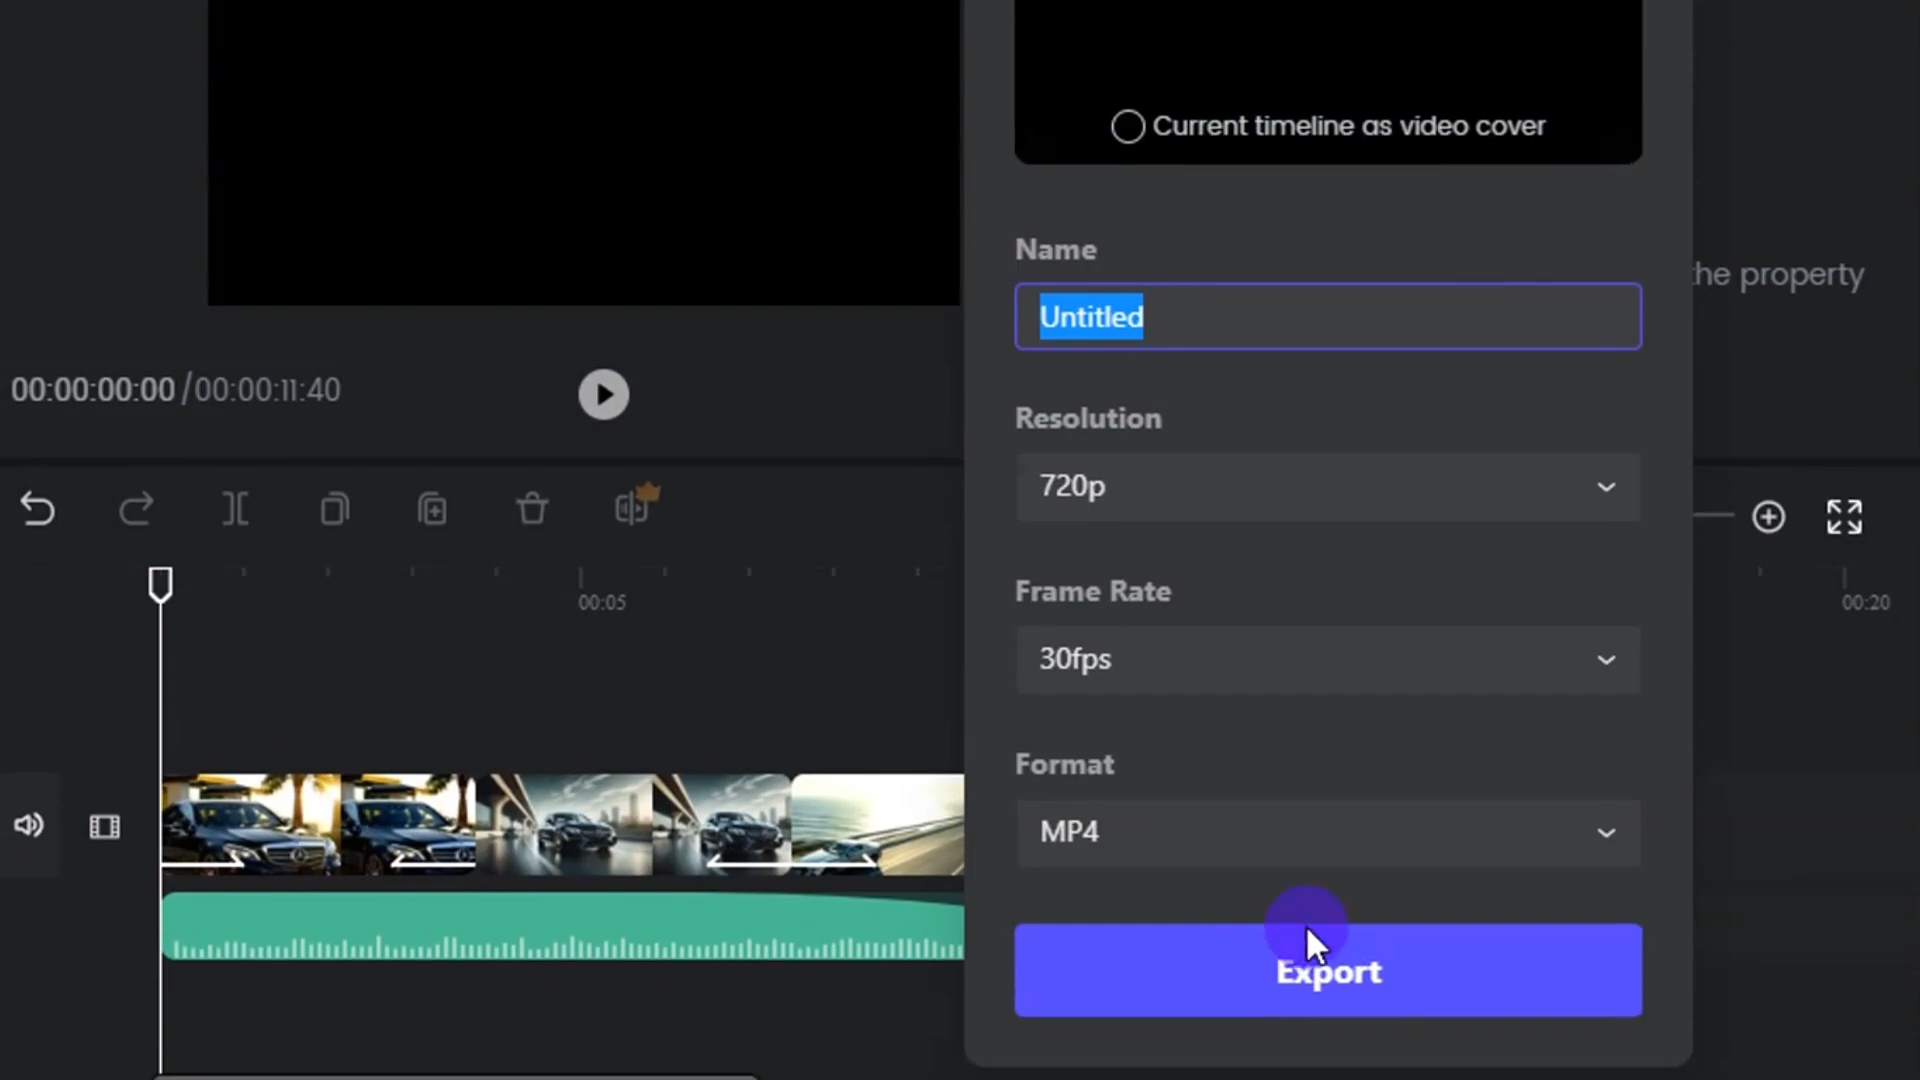 Current timeline as video cover
Name
the property
Untitled
00:00:00:00 / 00:00:11:40
Resolution
720p
Frame Rate
00:05
00:20
30fps
Format
MP4
Export